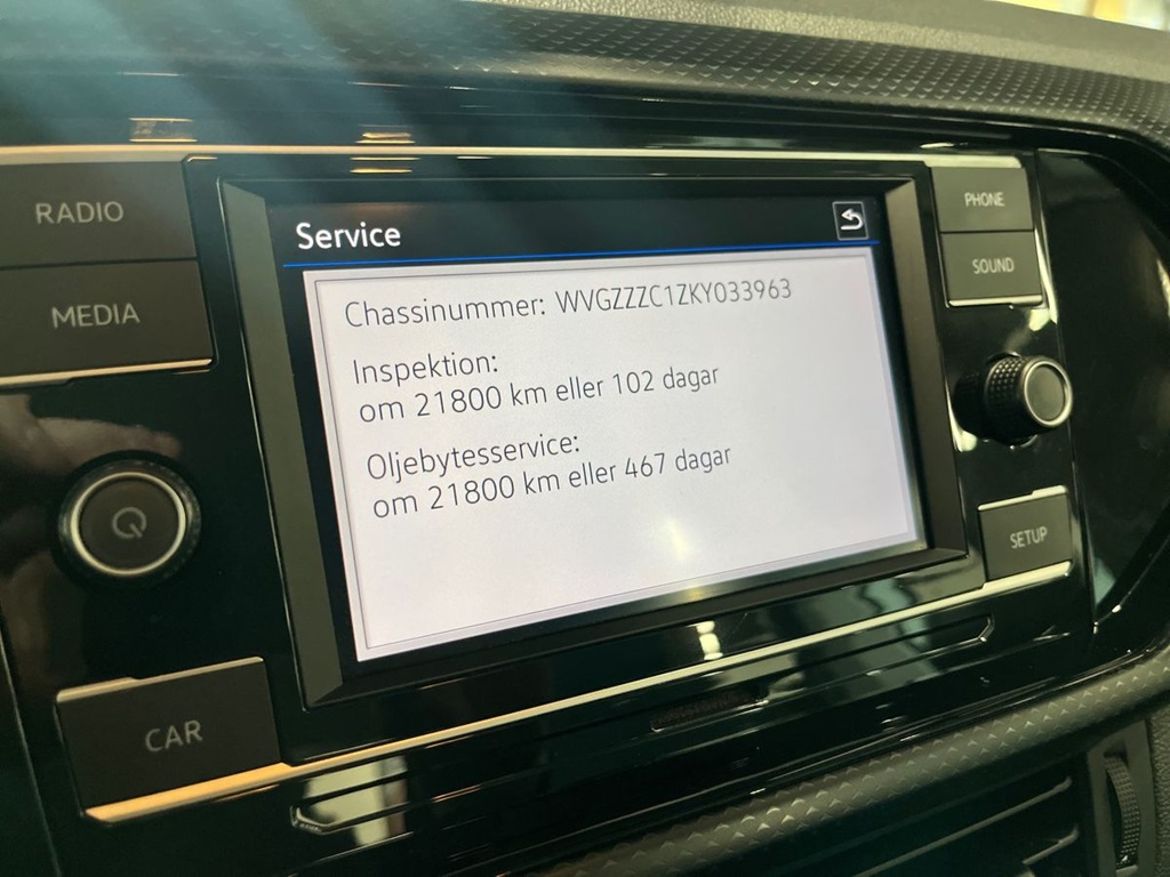 RADIO
MEDIA
CAR
Service
Chassinummer: WVGZZZC1ZKY033963
Inspektion:
om 21800 km eller 102 dagar
Oljebytesservice:
om 21800 km eller 467 dagar
PHONE
SOUND
SETUP